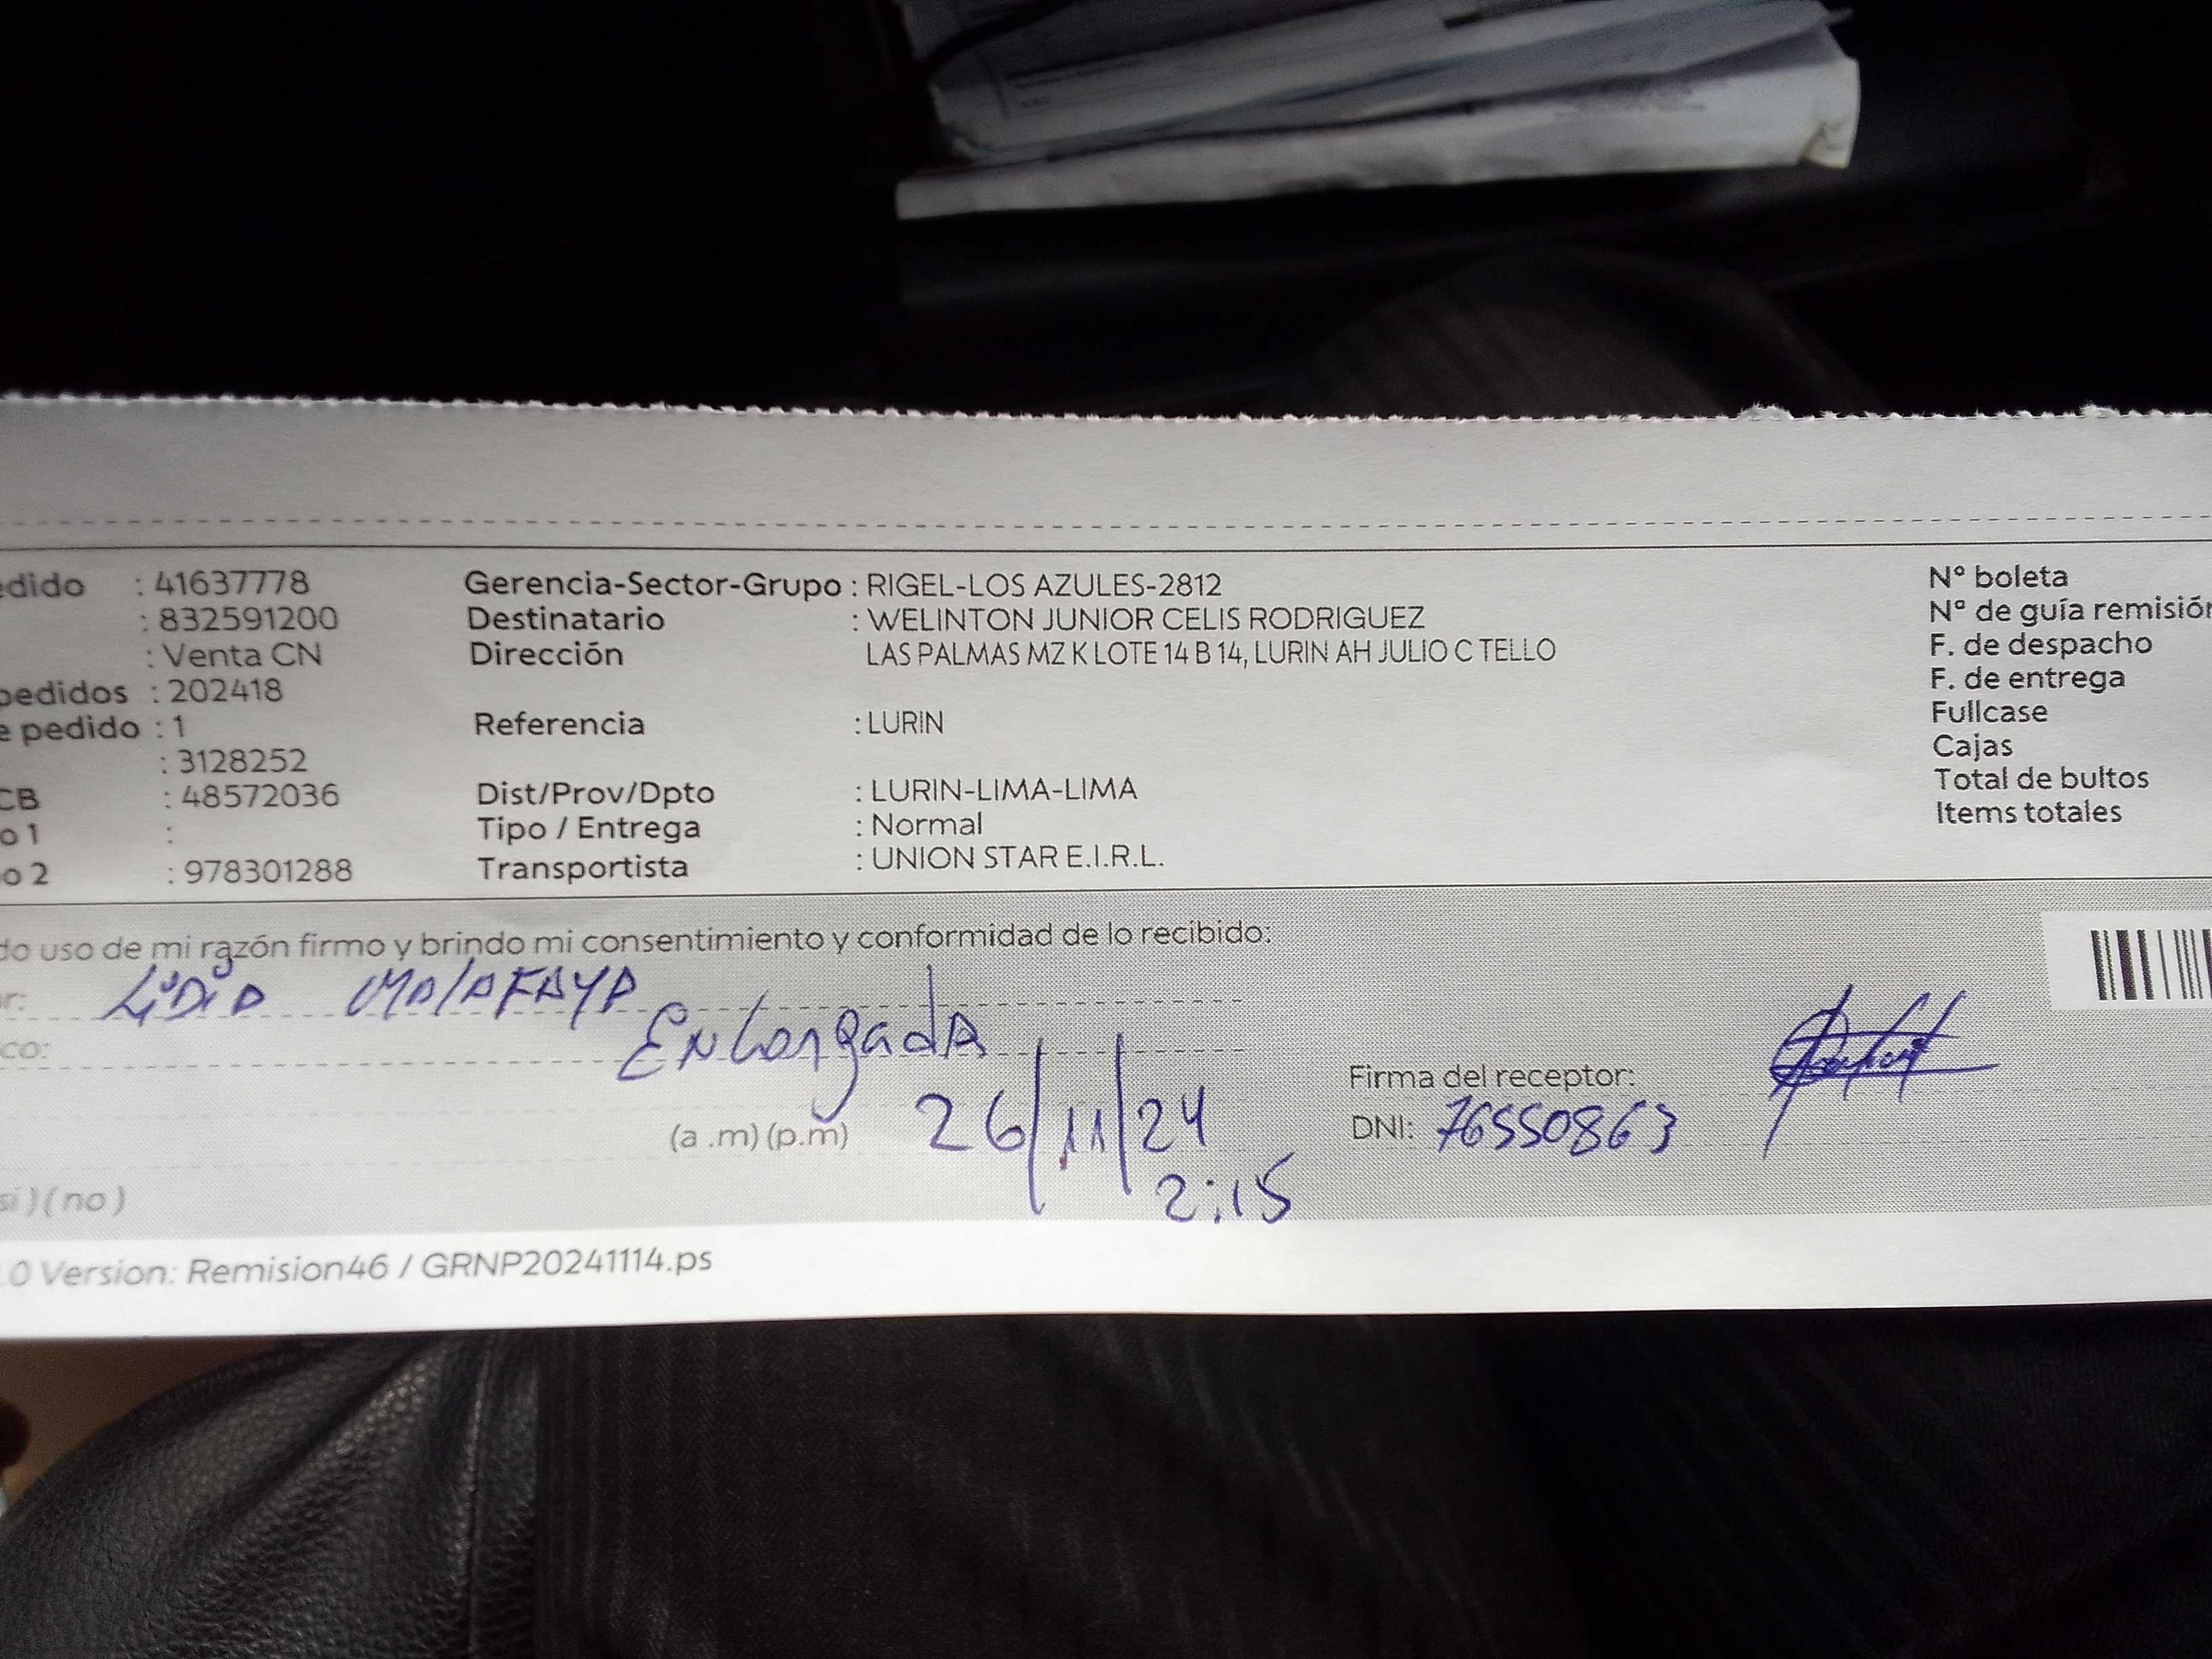 edido : 41637778 Gerencia-Sector-Grupo : RIGEL-LOS AZULES-2812 N° boleta
: 832591200 Destinatario : WELINTON JUNIOR CELIS RODRIGUEZ N° de guía remisión
: Venta CN Dirección LAS PALMAS MZ K LOTE 14 B 14, LURIN AH JULIO C TELLO F. de despacho
pedidos : 202418 F. de entrega
e pedido : 1 Referencia : LURIN Fullcase
: 3128252 Cajas
CB : 48572036 Dist/Prov/Dpto : LURIN-LIMA-LIMA Total de bultos
o 1 : Tipo / Entrega : Normal Items totales
o 2 : 978301288 Transportista : UNION STAR E.I.R.L.
do uso de mi razón firmo y brindo mi consentimiento y conformidad de lo recibido:
r: LiDiA
co: Encargada
Firma del receptor:
(a .m) (p.m) 26/11/24 DNI: 76550863
2:15
sí ) ( no )
.0 Version: Remision46 / GRNP20241114.ps